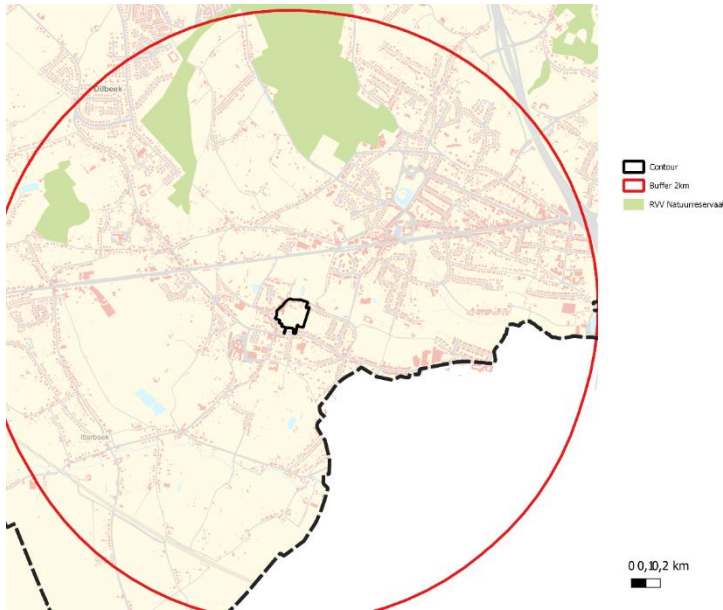 Dilbeek
Itterbeek
Contour
Buffer 2km
RVV Natuurreservaat
0 0,10,2 km